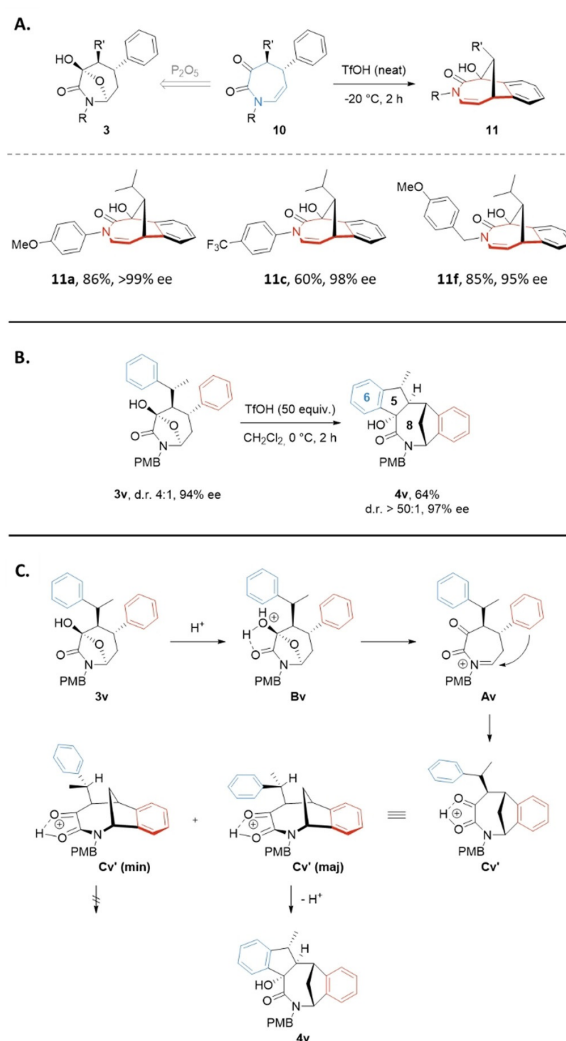 A.
R'
HO
O
O
N
R
3
P₂O₅
R'
O
O
N
R
10
TfOH (neat)
-20 °C, 2 h
R'
O
HO
R
N
11
MeO
O
HO
N
11a, 86%, >99% ee
F₃C
O
HO
N
11c, 60%, 98% ee
MeO
O
HO
N
11f, 85%, 95% ee
B.
HO
O
O
N
PMB
3v, d.r. 4:1, 94% ee
TfOH (50 equiv.)
CH₂Cl₂, 0 °C, 2 h
6
5
H
8
HO
O
N
PMB
4v, 64%
d.r. > 50:1, 97% ee
C.
HO
O
O
N
PMB
3v
H⁺
H
O
⊕
H
O
O
N
PMB
Bv
O
O
N
⊕
PMB
Av
H
O
⊕
H
O
N
PMB
Cv' (min)
+
H
O
⊕
H
O
N
PMB
Cv' (maj)
O
H
⊕
O
N
PMB
Cv'
- H⁺
H
HO
O
N
PMB
4v